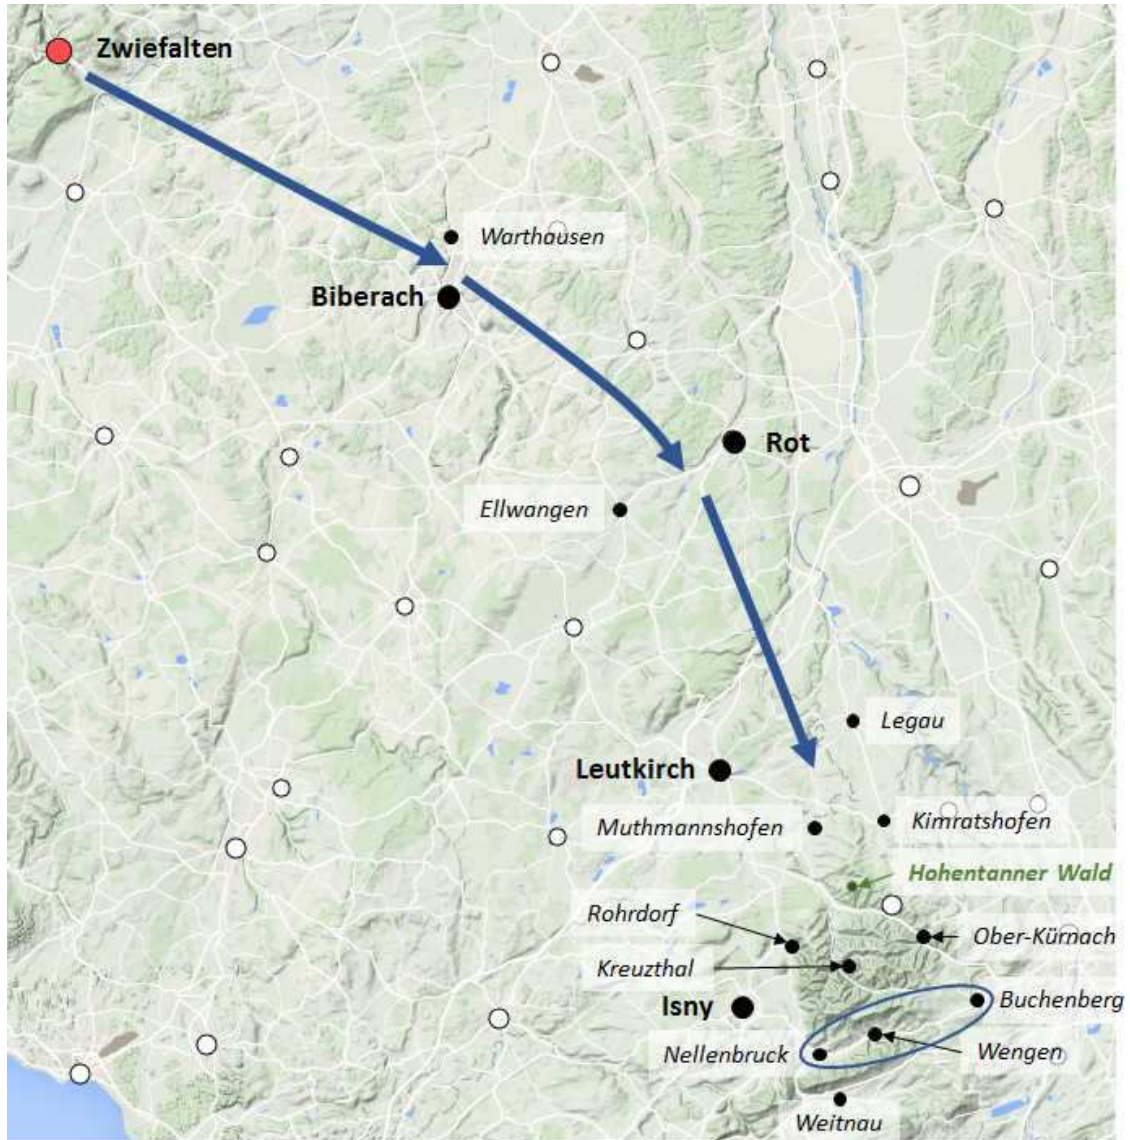 Zwiefalten
Warthausen
Biberach
Rot
Ellwangen
Legau
Leutkirch
Muthmannshofen
Kimratshofen
Hohentanner Wald
Rohrdorf
Ober-Kürnach
Kreuzthal
Isny
Buchenberg
Nellenbruck
Wengen
Weitnau